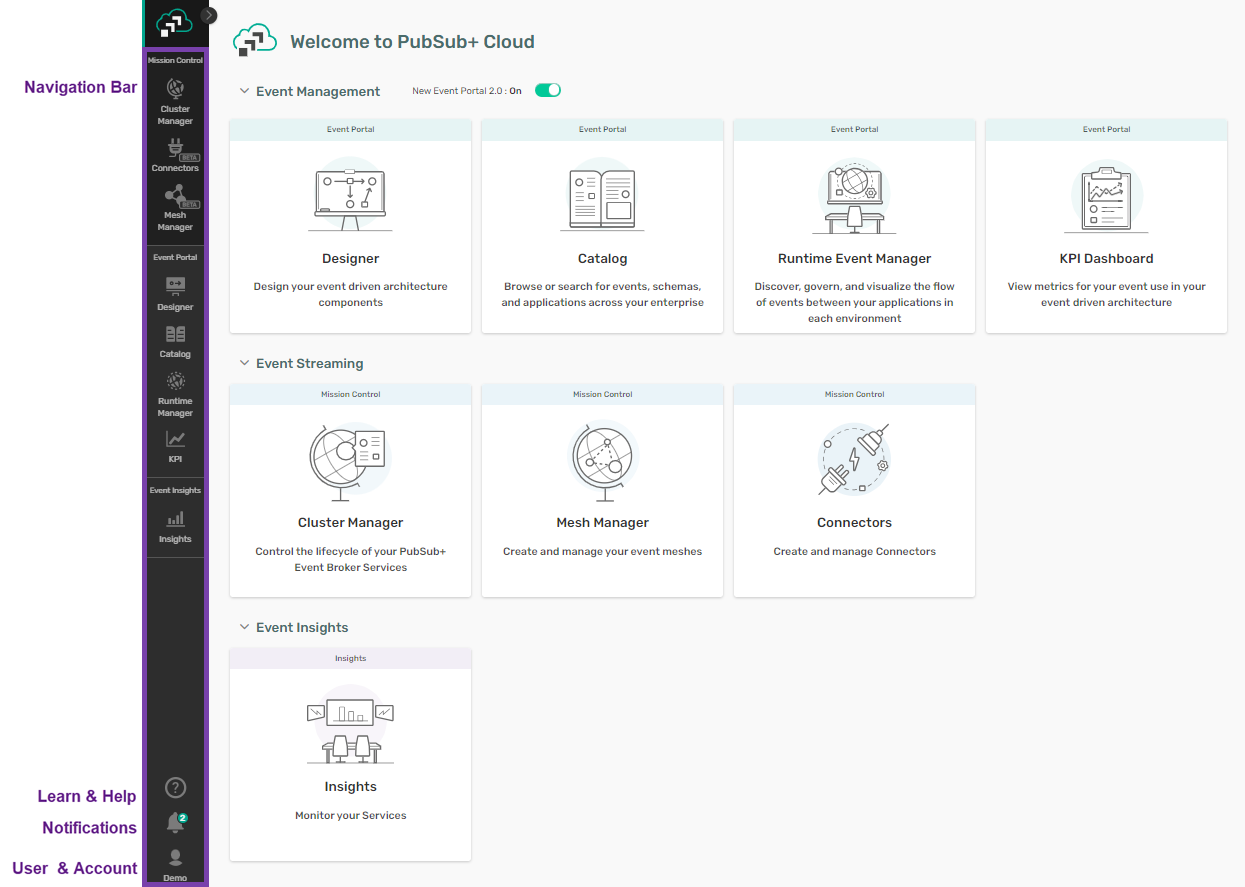 Navigation Bar
Learn & Help
Notifications
User & Account
Mission Control
Cluster
Manager
BETA
Connectors
BETA
Mesh
Manager
Event Portal
Designer
Catalog
Runtime
Manager
KPI
Event Insights
Insights
?
2
Demo
Welcome to PubSub+ Cloud
Event Management
New Event Portal 2.0 : On
Event Portal
Designer
Design your event driven architecture
components
Event Portal
Catalog
Browse or search for events, schemas,
and applications across your enterprise
Event Portal
Runtime Event Manager
Discover, govern, and visualize the flow
of events between your applications in
each environment
Event Portal
KPI Dashboard
View metrics for your event use in your
event driven architecture
Event Streaming
Mission Control
Cluster Manager
Control the lifecycle of your PubSub+
Event Broker Services
Mission Control
Mesh Manager
Create and manage your event meshes
Mission Control
Connectors
Create and manage Connectors
Event Insights
Insights
Insights
Monitor your Services